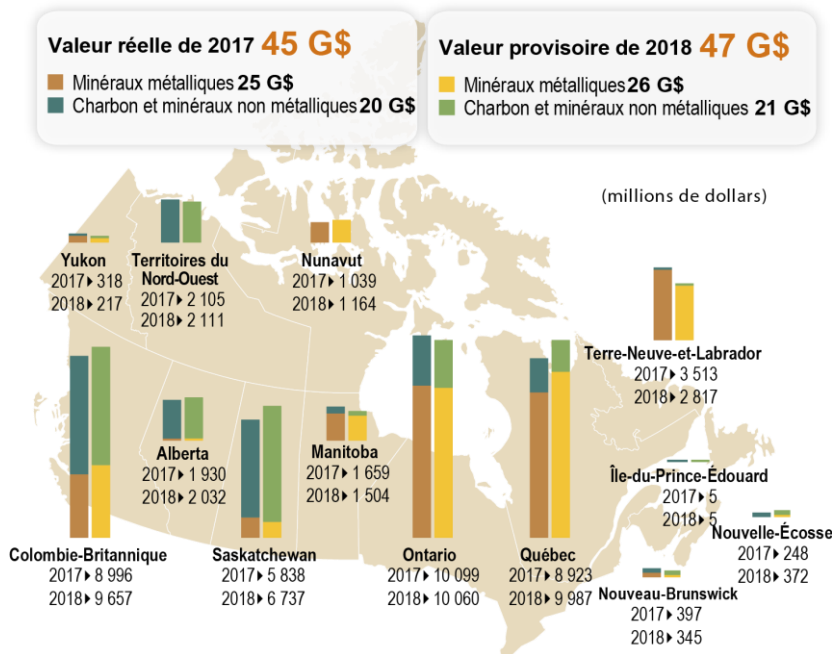 Valeur réelle de 2017 45 G$
Minéraux métalliques 25 G$
Charbon et minéraux non métalliques 20 G$
Valeur provisoire de 2018 47 G$
Minéraux métalliques 26 G$
Charbon et minéraux non métalliques 21 G$
(millions de dollars)
Yukon
2017▸318
2018▸217
Territoires du
Nord-Ouest
2017▸2 105
2018▸2 111
Nunavut
2017▸1 039
2018▸1 164
Terre-Neuve-et-Labrador
2017▸3 513
2018▸2 817
Alberta
2017▸1 930
2018▸2 032
Manitoba
2017▸1 659
2018▸1 504
Île-du-Prince-Édouard
2017▸5
2018▸5
Nouvelle-Écosse
2017▸248
2018▸372
Colombie-Britannique
2017▸8 996
2018▸9 657
Saskatchewan
2017▸5 838
2018▸6 737
Ontario
2017▸10 099
2018▸10 060
Québec
2017▸8 923
2018▸9 987
Nouveau-Brunswick
2017▸397
2018▸345